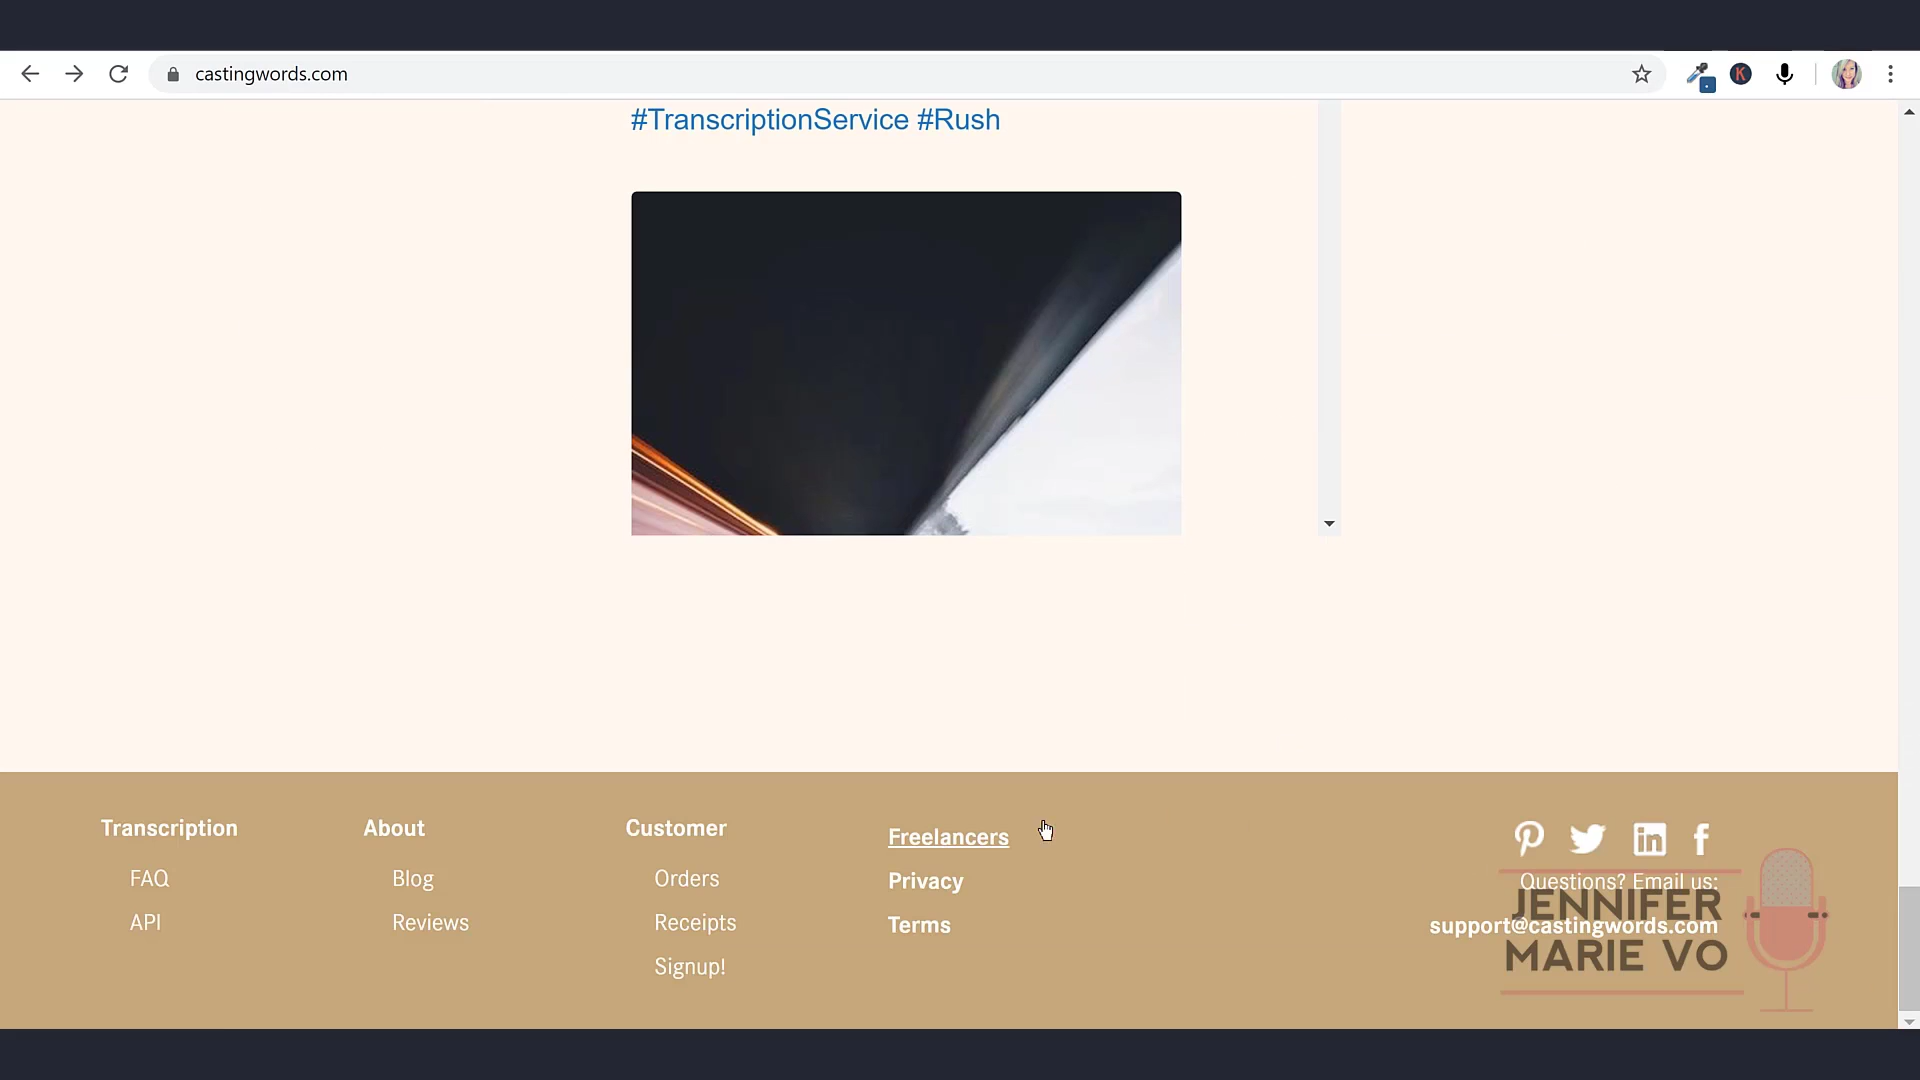 castingwords.com
K
#TranscriptionService #Rush
Transcription
FAQ
API
About
Blog
Reviews
Customer
Orders
Receipts
Signup!
Freelancers
Privacy
Terms
Questions? Email us:
support@castingwords.com
JENNIFER
MARIE VO